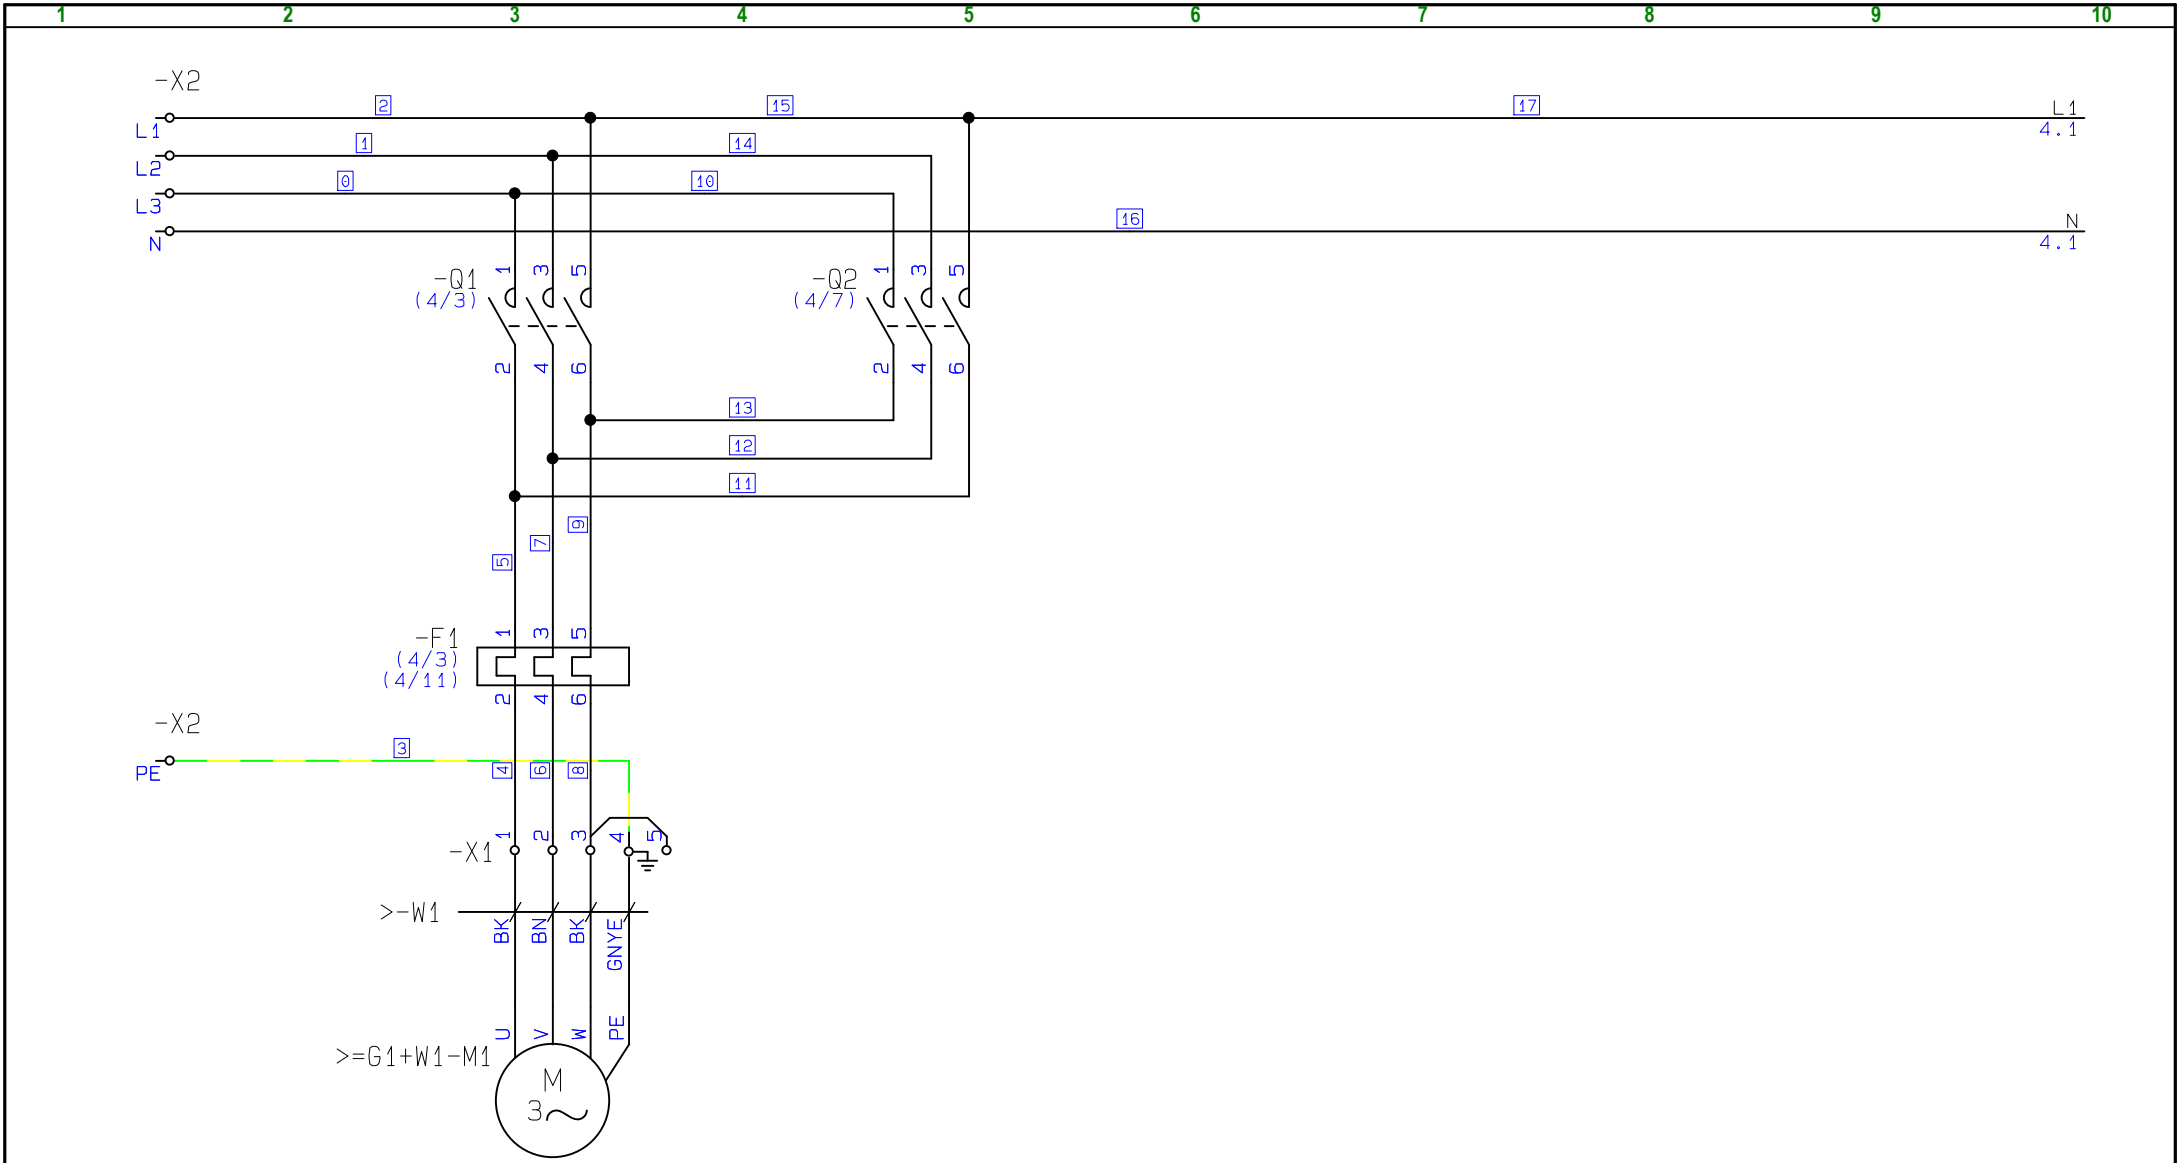 1 2 3 4 5 6 7 8 9 10
-X2
2 15 17 L1
L1 4.1
1 14
L2
0 10
L3
16 N
N 4.1
-Q1 1 3 5
(4/3)
-Q2 1 3 5
(4/7)
2 4 6
2 4 6
13
12
11
9
7
5
-F1 1 3 5
(4/3)
(4/11)
2 4 6
-X2
3
PE
4 6 8
1 2 3 4 5
-X1
>-W1
BK BN BK GNYE
U V W PE
>=G1+W1-M1
M
3~